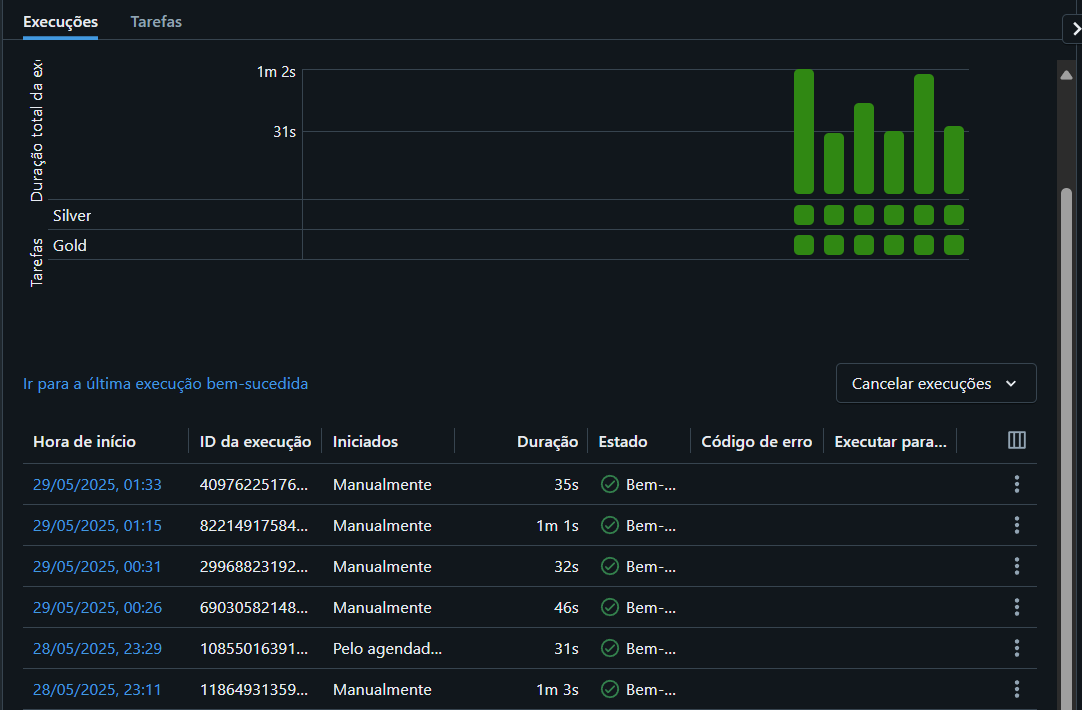 Execuções Tarefas
Duração total da ex
1m 2s
31s
Tarefas
Silver
Gold
Ir para a última execução bem-sucedida
Cancelar execuções
Hora de início ID da execução Iniciados Duração Estado Código de erro Executar para...
29/05/2025, 01:33 40976225176... Manualmente 35s Bem-...
29/05/2025, 01:15 82214917584... Manualmente 1m 1s Bem-...
29/05/2025, 00:31 29968823192... Manualmente 32s Bem-...
29/05/2025, 00:26 69030582148... Manualmente 46s Bem-...
28/05/2025, 23:29 10855016391... Pelo agendad... 31s Bem-...
28/05/2025, 23:11 11864931359... Manualmente 1m 3s Bem-...